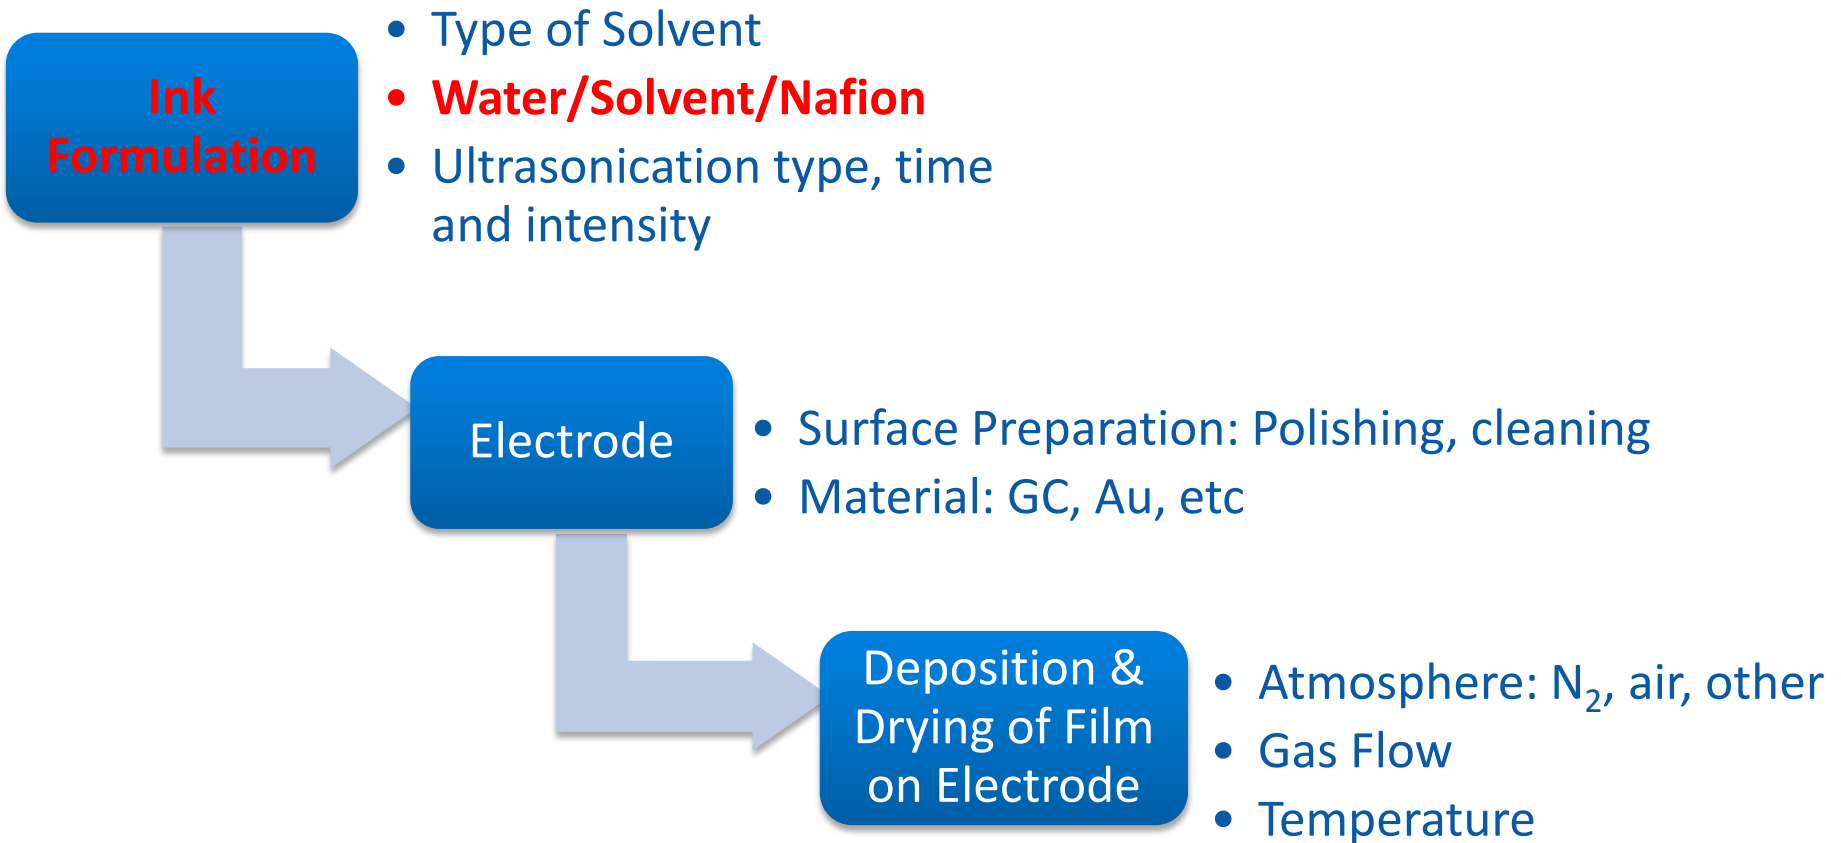 Ink
Formulation
• Type of Solvent
• Water/Solvent/Nafion
• Ultrasonication type, time
and intensity
Electrode
• Surface Preparation: Polishing, cleaning
• Material: GC, Au, etc
Deposition &
Drying of Film
on Electrode
• Atmosphere: N₂, air, other
• Gas Flow
• Temperature